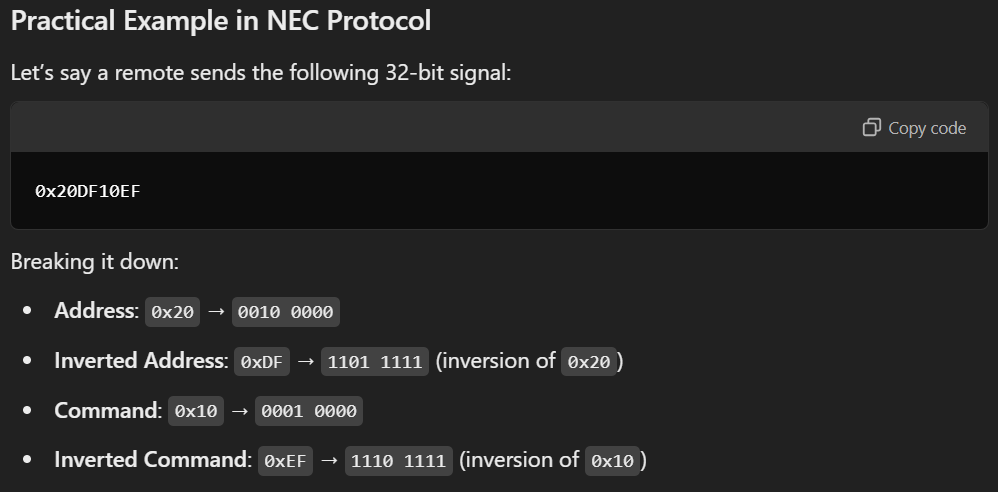 Practical Example in NEC Protocol
Let’s say a remote sends the following 32-bit signal:
Copy code
0x20DF10EF
Breaking it down:
• Address: 0x20 → 0010 0000
• Inverted Address: 0xDF → 1101 1111 (inversion of 0x20)
• Command: 0x10 → 0001 0000
• Inverted Command: 0xEF → 1110 1111 (inversion of 0x10)